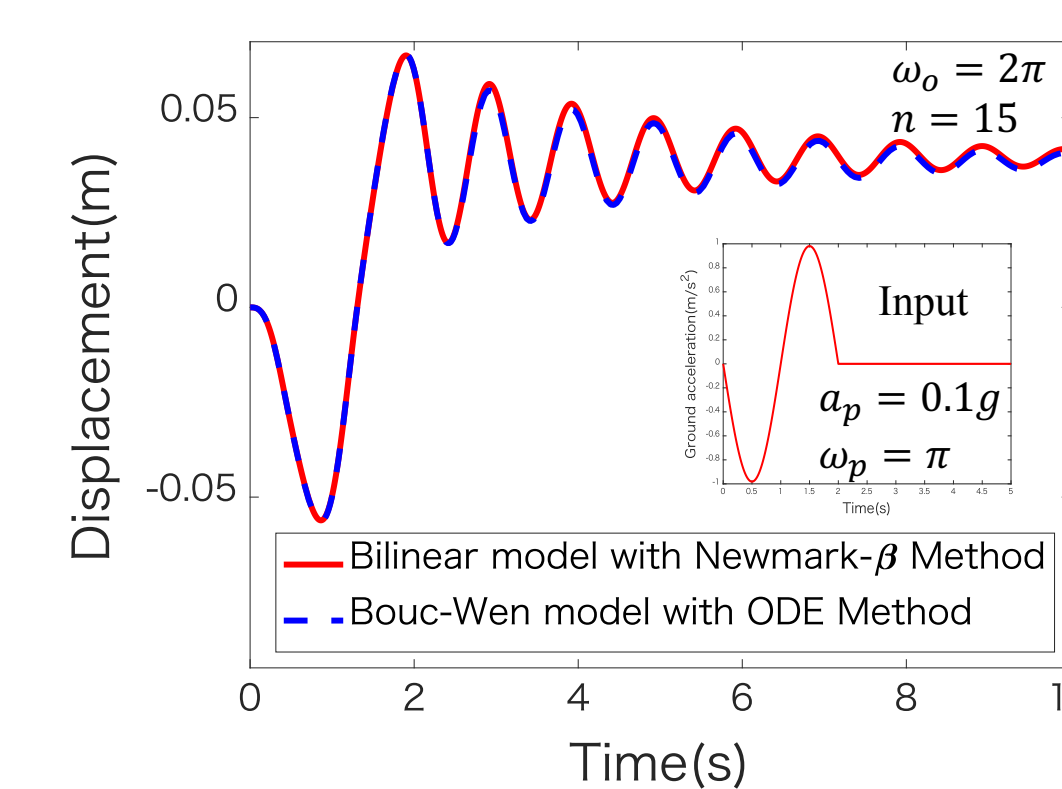 ωₒ = 2π
n = 15
0.05
0
-0.05
Displacement(m)
1
0.8
0.6
0.4
0.2
0
-0.2
-0.4
-0.6
-0.8
-1
Ground acceleration(m/s²)
Input
aₚ = 0.1g
ωₚ = π
0 0.5 1 1.5 2 2.5 3 3.5 4 4.5 5
Time(s)
Bilinear model with Newmark-β Method
Bouc-Wen model with ODE Method
0 2 4 6 8
Time(s)